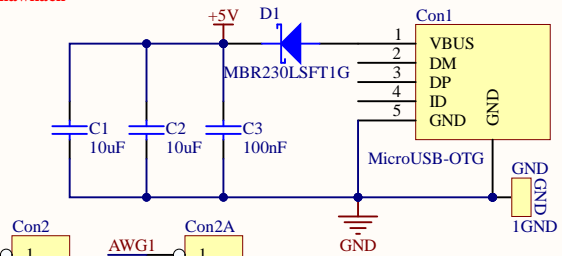 +5V
D1
MBR230LSFT1G
Con1
1 VBUS
2 DM
3 DP
4 ID
5 GND
GND
MicroUSB-OTG
C1
10uF
C2
10uF
C3
100nF
GND
GND
GND
1GND
Con2
1
AWG1
Con2A
1